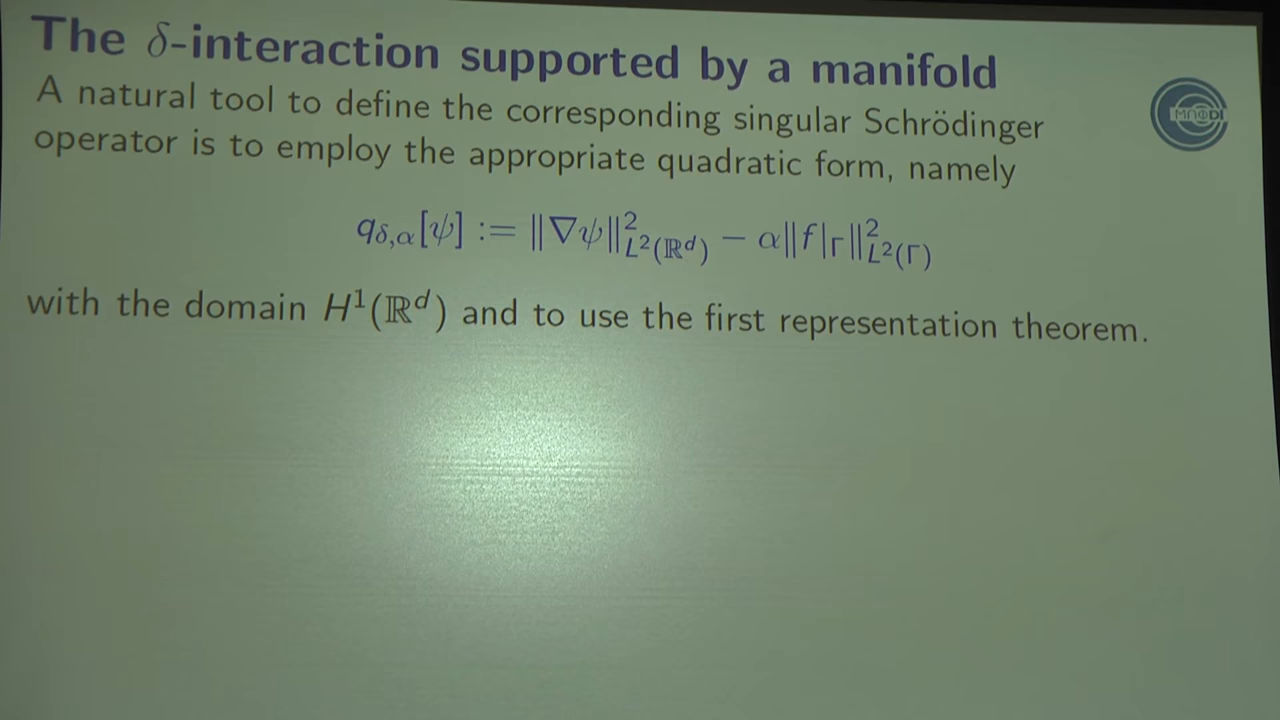 The δ-interaction supported by a manifold
A natural tool to define the corresponding singular Schrödinger
operator is to employ the appropriate quadratic form, namely
q_{δ,α}[ψ] := ‖∇ψ‖²_{L²(ℝᵈ)} − α‖f|_Γ‖²_{L²(Γ)}
with the domain H¹(ℝᵈ) and to use the first representation theorem.